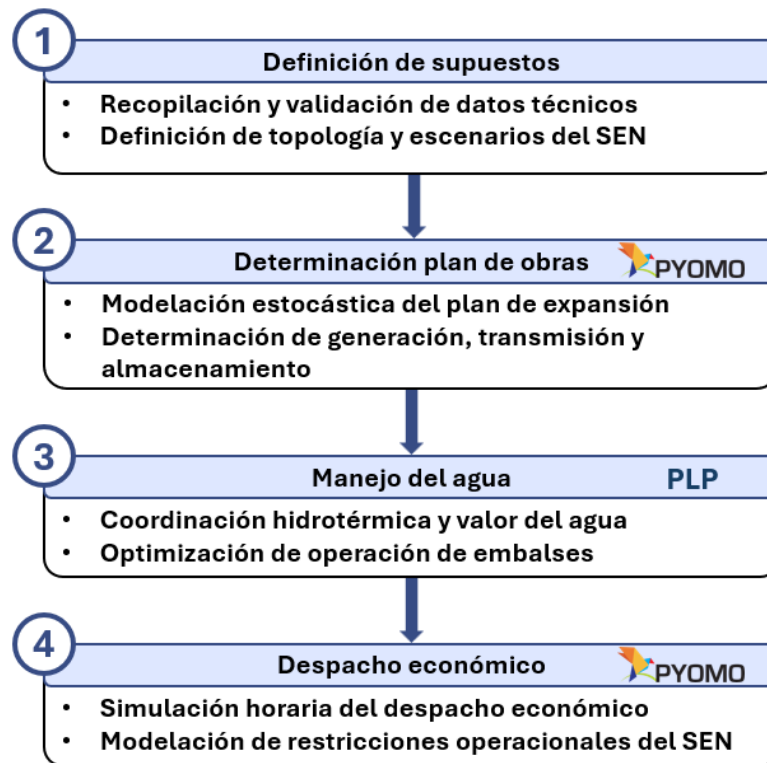 1
Definición de supuestos
• Recopilación y validación de datos técnicos
• Definición de topología y escenarios del SEN
2
Determinación plan de obras PYOMO
• Modelación estocástica del plan de expansión
• Determinación de generación, transmisión y
almacenamiento
3
Manejo del agua PLP
• Coordinación hidrotérmica y valor del agua
• Optimización de operación de embalses
4
Despacho económico PYOMO
• Simulación horaria del despacho económico
• Modelación de restricciones operacionales del SEN